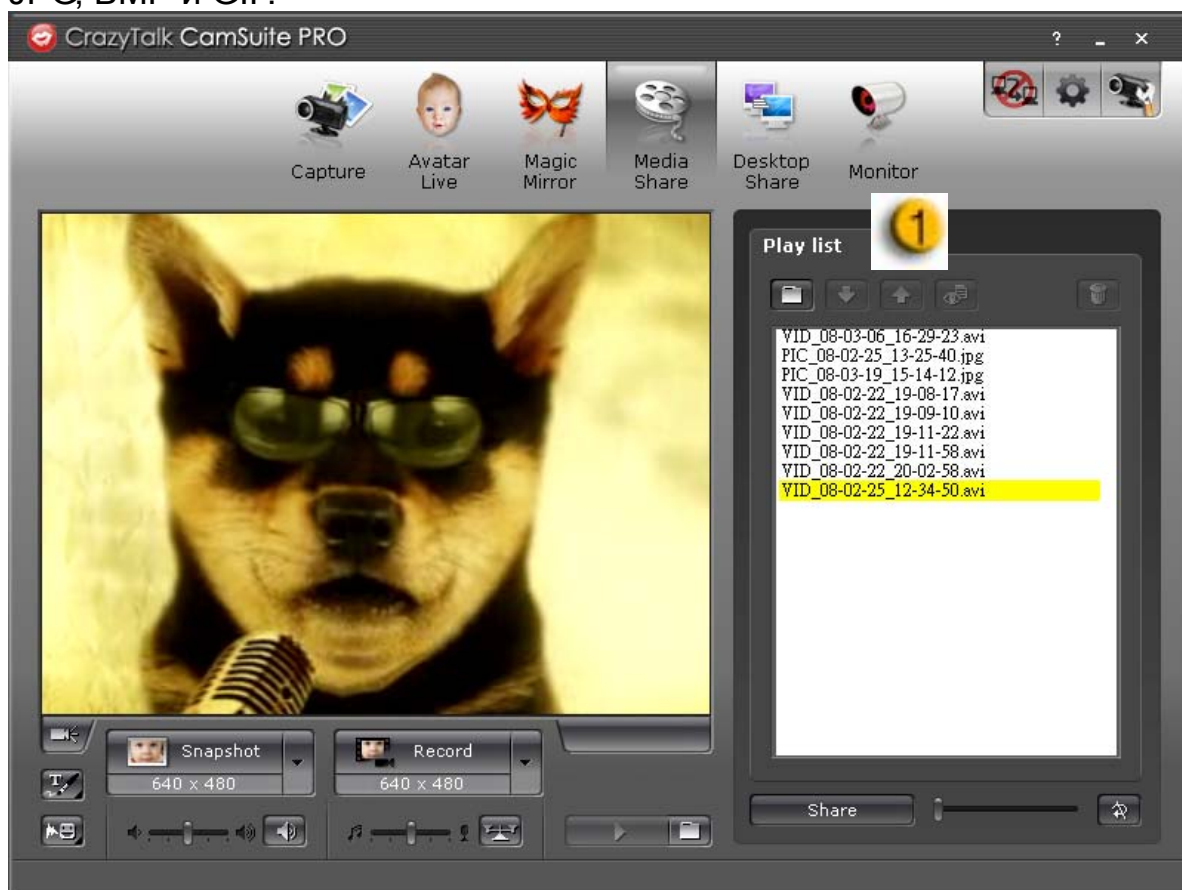 JPG, BMP и GIF.
CrazyTalk CamSuite PRO
?
Capture
Avatar
Live
Magic
Mirror
Media
Share
Desktop
Share
Monitor
1
Play list
VID_08-03-06_16-29-23.avi
PIC_08-02-25_13-25-40.jpg
PIC_08-03-19_15-14-12.jpg
VID_08-02-22_19-08-17.avi
VID_08-02-22_19-09-10.avi
VID_08-02-22_19-11-22.avi
VID_08-02-22_19-11-58.avi
VID_08-02-22_20-02-58.avi
VID_08-02-25_12-34-50.avi
Snapshot
640 x 480
Record
640 x 480
Share